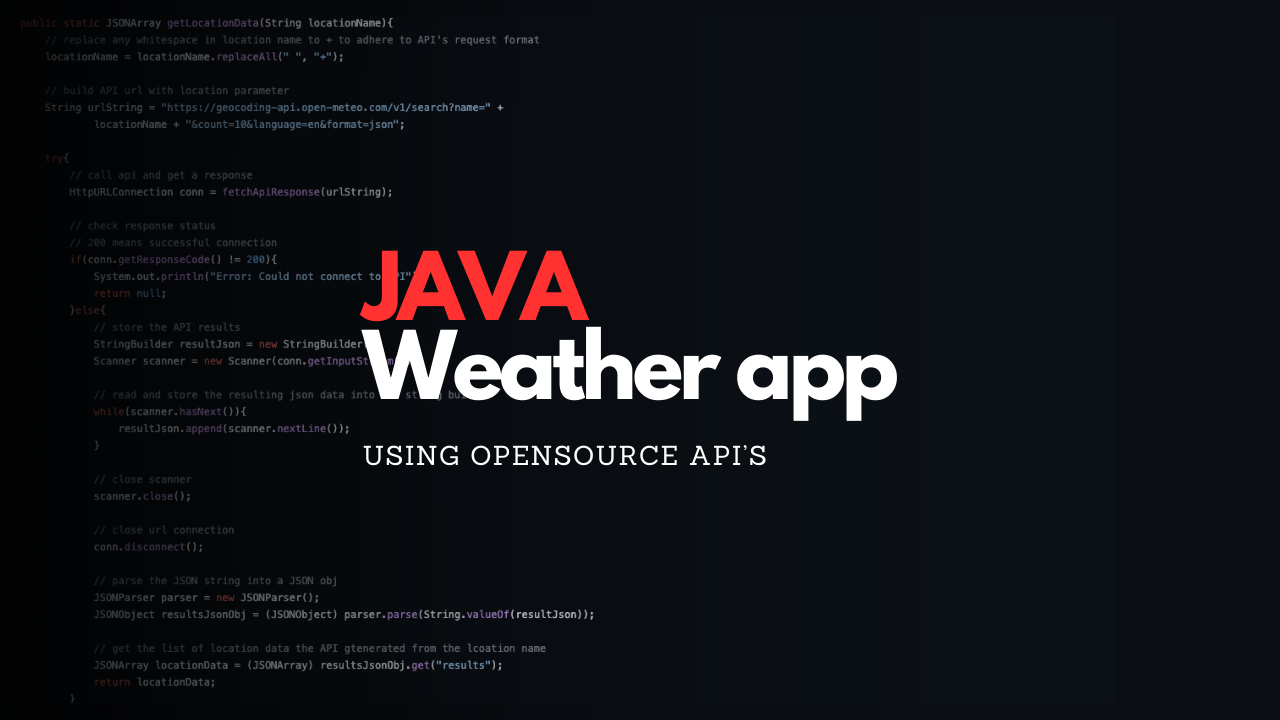 public static JSONArray getLocationData(String locationName){
// replace any whitespace in location name to + to adhere to API's request format
locationName = locationName.replaceAll(" ", "+");
// build API url with location parameter
String urlString = "https://geocoding-api.open-meteo.com/v1/search?name=" +
locationName + "&count=10&language=en&format=json";
try{
// call api and get a response
HttpURLConnection conn = fetchApiResponse(urlString);
// check response status
// 200 means successful connection
if(conn.getResponseCode() != 200){
System.out.println("Error: Could not connect to
return null;
}else{
// store the API results
StringBuilder resultJson = new StringBuilder
Scanner scanner = new Scanner(conn.
// read and store the resulting json data into
while(scanner.hasNext()){
resultJson.append(scanner.nextLine());
}
// close scanner
scanner.close();
// close url connection
conn.disconnect();
// parse the JSON string into a JSON obj
JSONParser parser = new JSONParser();
JSONObject resultsJsonObj = (JSONObject) parser.parse(String.valueOf(resultJson));
// get the list of location data the API gtenerated from the lcoation name
JSONArray locationData = (JSONArray) resultsJsonObj.get("results");
return locationData;
}
JAVA
Weather app
USING OPENSOURCE API'S